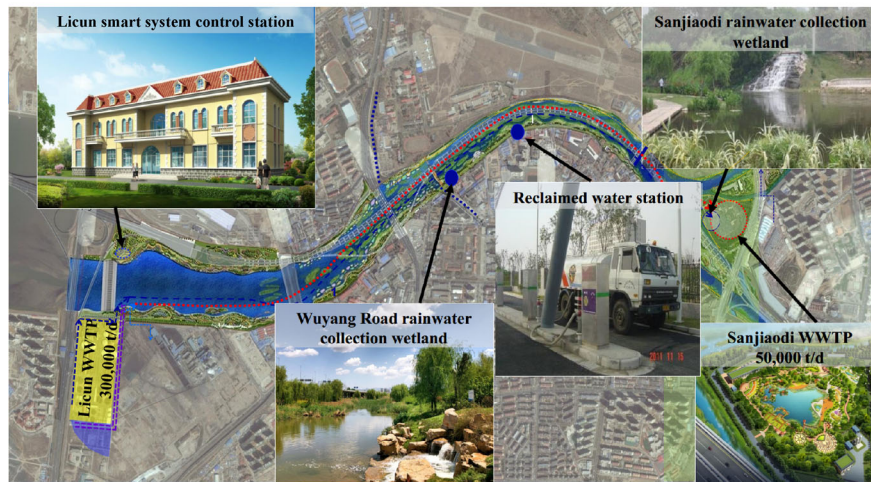 Licun smart system control station
Sanjiaodi rainwater collection
wetland
Reclaimed water station
Wuyang Road rainwater
collection wetland
Licun WWTP
300,000 t/d
Sanjiaodi WWTP
50,000 t/d